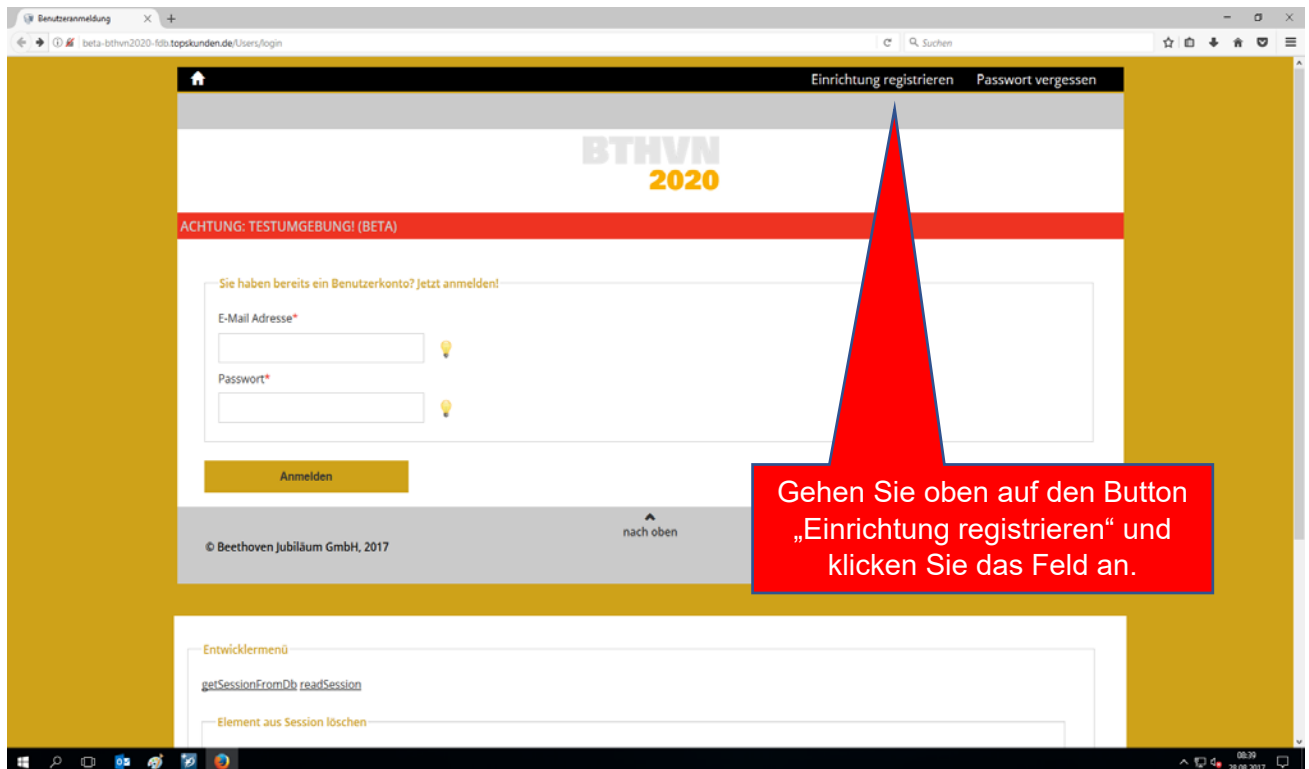 Benutzeranmeldung
beta-bthvn2020-fdb.topskunden.de/Users/login
Suchen
Einrichtung registrieren Passwort vergessen
BTHVN
2020
ACHTUNG: TESTUMGEBUNG! (BETA)
Sie haben bereits ein Benutzerkonto? Jetzt anmelden!
E-Mail Adresse*
Passwort*
Anmelden
Gehen Sie oben auf den Button
„Einrichtung registrieren“ und
klicken Sie das Feld an.
nach oben
© Beethoven Jubiläum GmbH, 2017
Entwicklermenü
getSessionFromDb readSession
Element aus Session löschen
08:39
28.08.2017